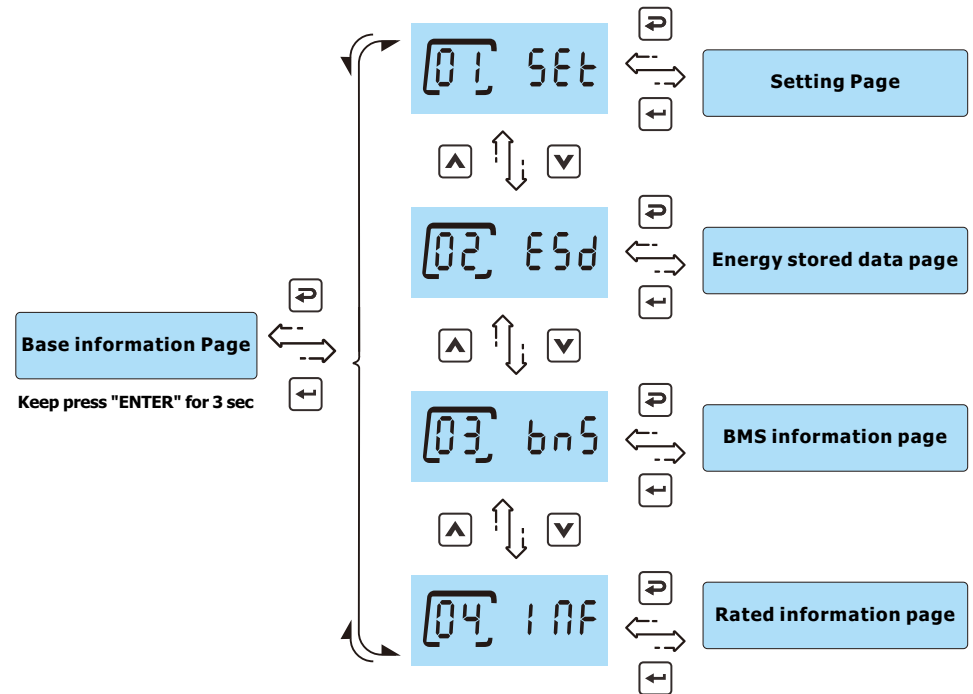 01 SEt
Setting Page
02 ESd
Energy stored data page
Base information Page
Keep press "ENTER" for 3 sec
03 bnS
BMS information page
04 INF
Rated information page